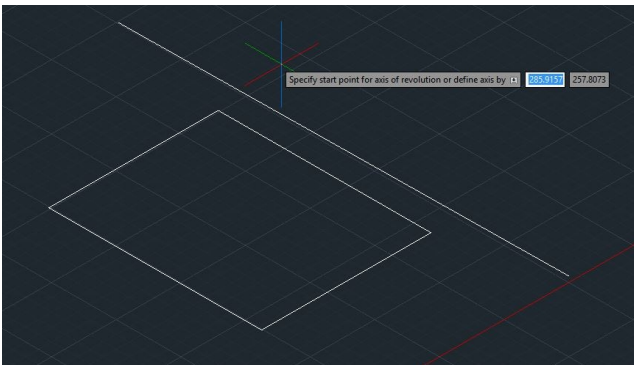 Specify start point for axis of revolution or define axis by 285.9157 257.8073